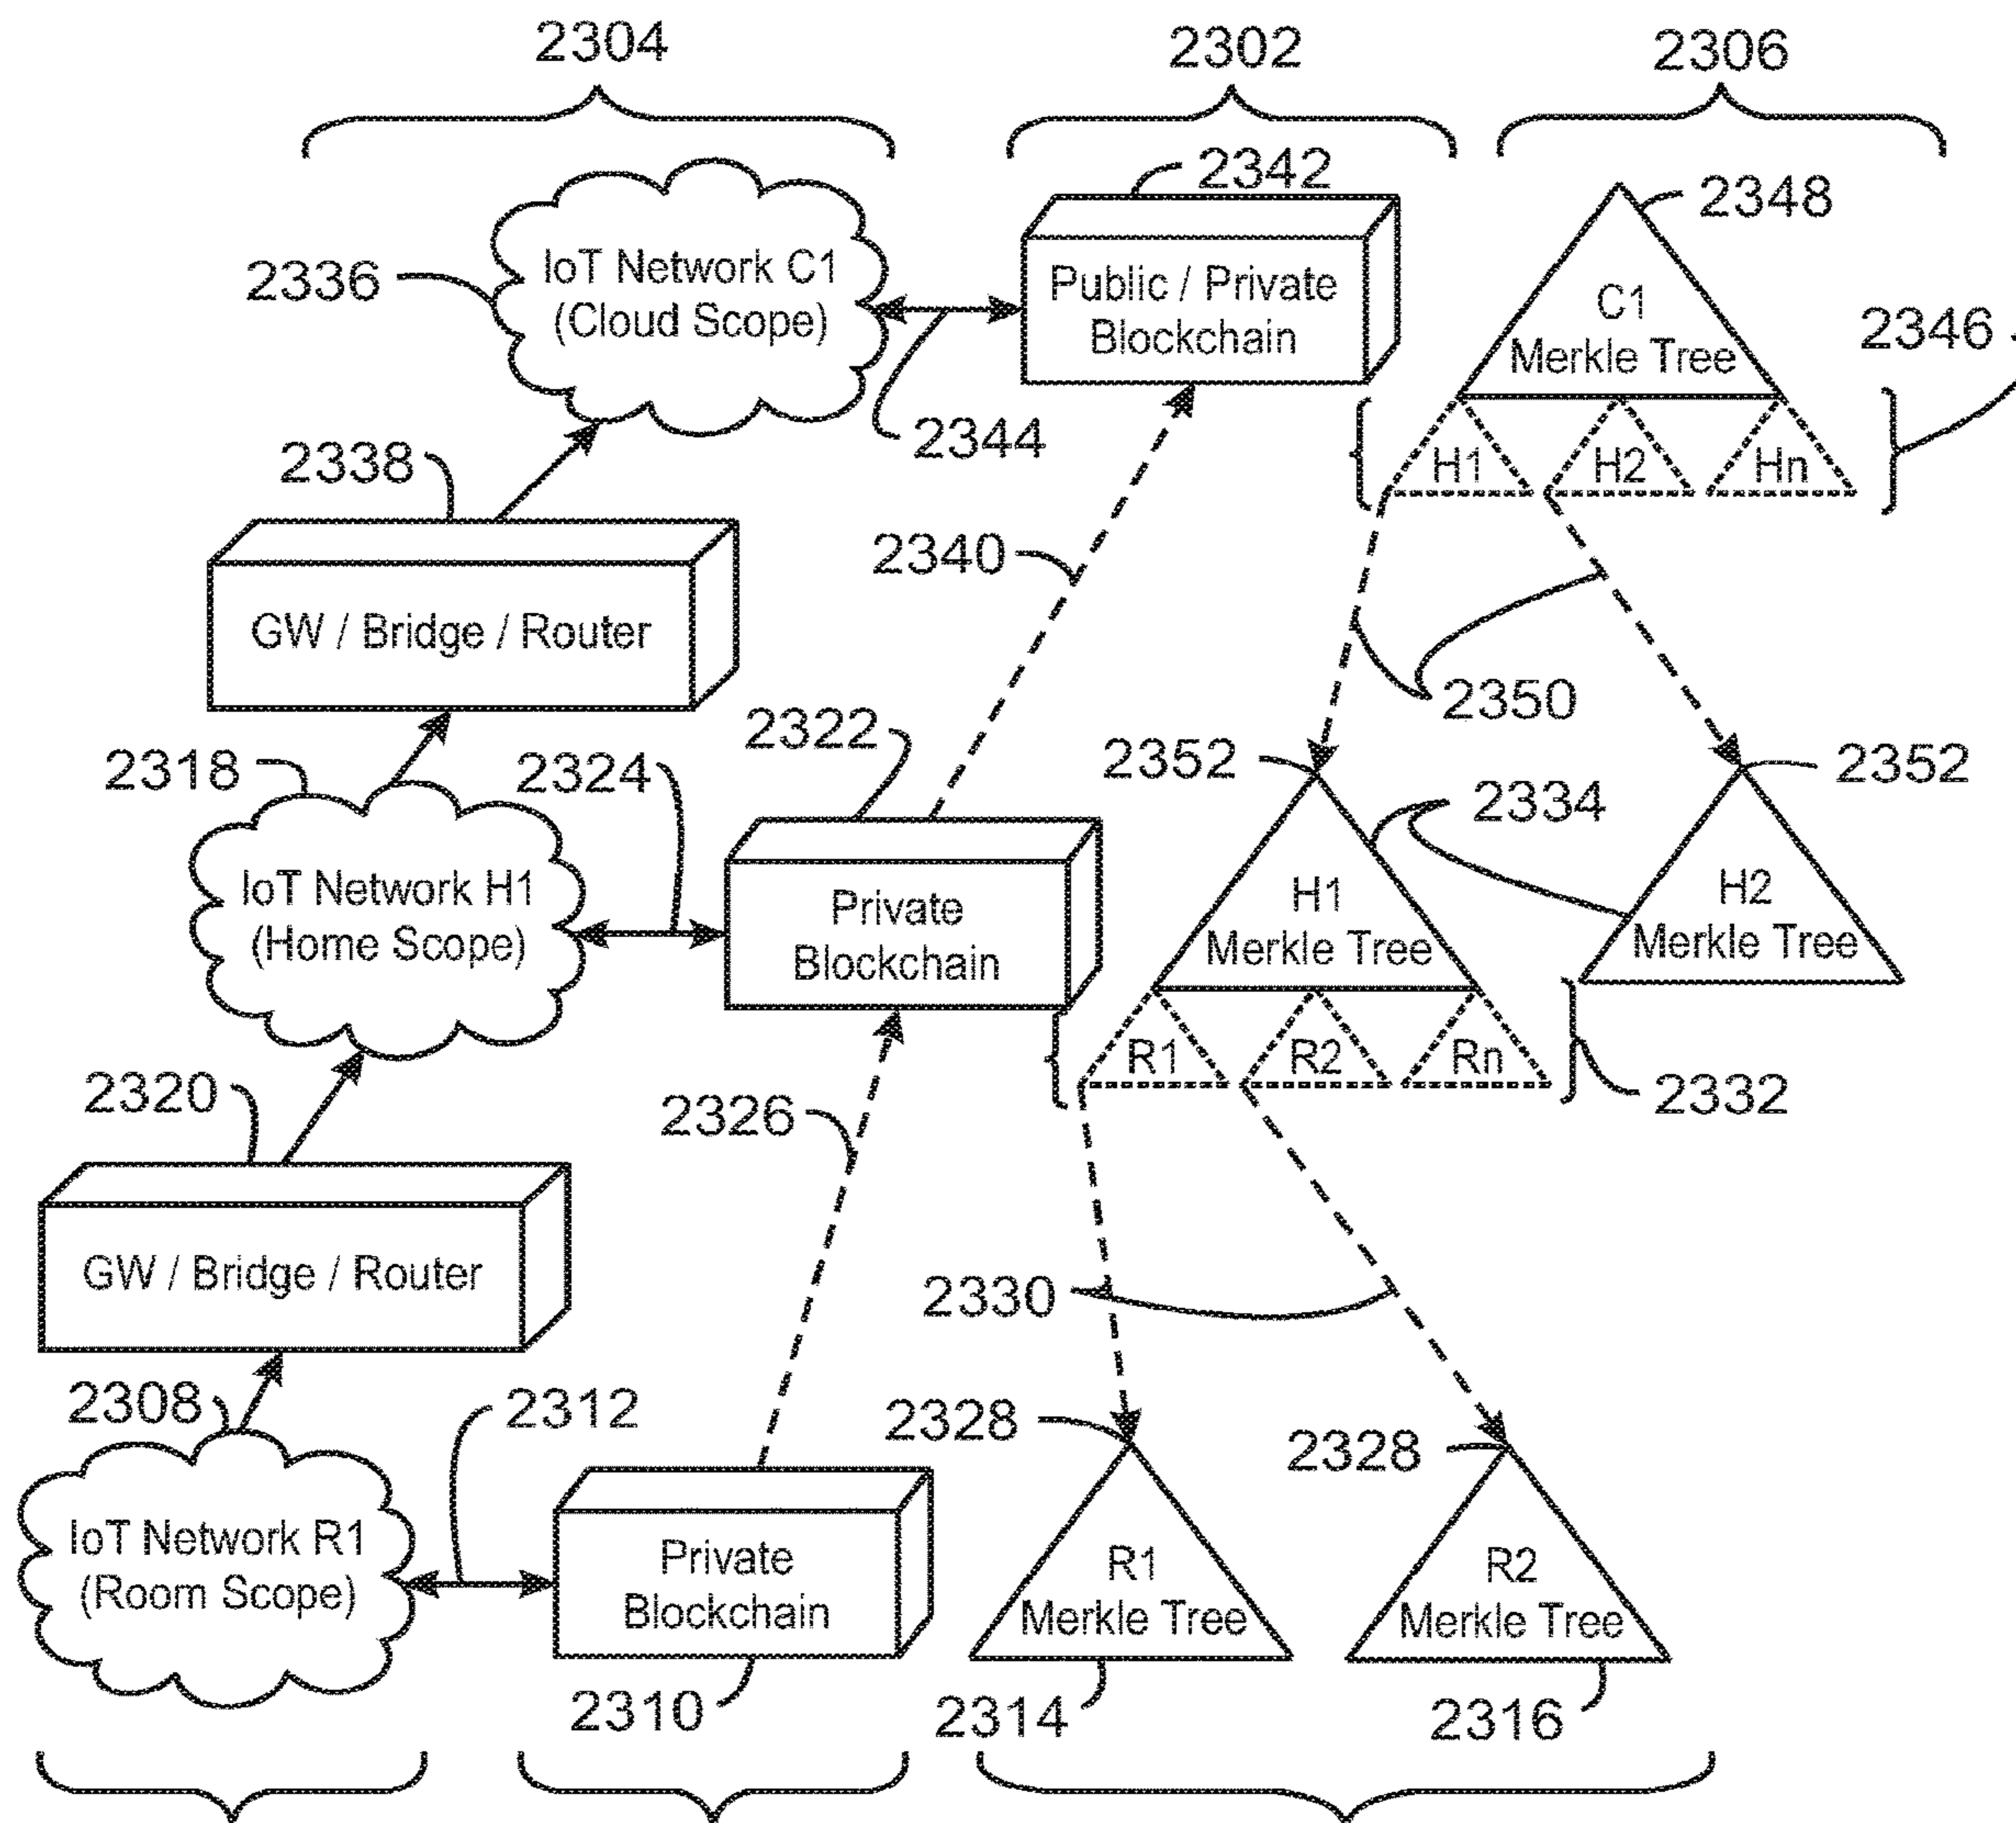 2304
2302
2306
2342
2348
IoT Network C1
(Cloud Scope)
2336
Public / Private
Blockchain
C1
Merkle Tree
2346
2344
2338
H1
H2
Hn
2340
GW / Bridge / Router
2350
2322
2318
2324
2352
2352
2334
IoT Network H1
(Home Scope)
Private
Blockchain
H1
Merkle Tree
H2
Merkle Tree
R1
R2
Rn
2320
2326
2332
GW / Bridge / Router
2330
2308
2312
2328
2328
IoT Network R1
(Room Scope)
Private
Blockchain
R1
Merkle Tree
R2
Merkle Tree
2310
2314
2316